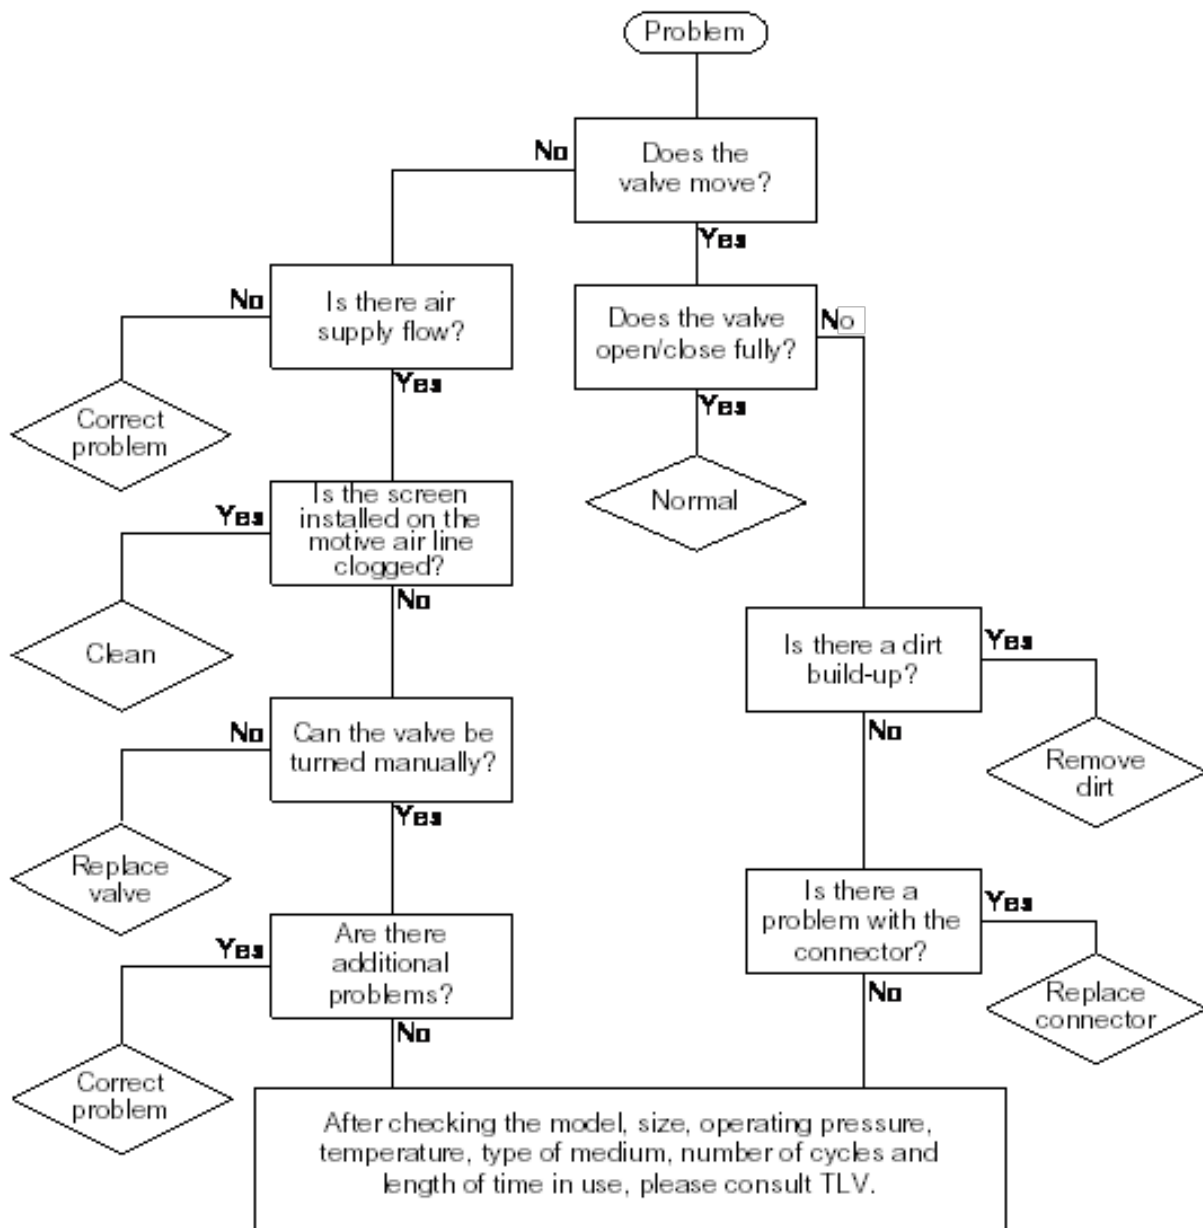 Problem
No
Does the
valve move?
Yes
No
Is there air
supply flow?
Yes
Does the valve
open/close fully?
No
Yes
Correct
problem
Normal
Yes
Is the screen
installed on the
motive air line
clogged?
No
Clean
Is there a dirt
build-up?
Yes
No
Remove
dirt
No
Can the valve be
turned manually?
Yes
Replace
valve
Is there a
problem with the
connector?
Yes
No
Replace
connector
Yes
Are there
additional
problems?
No
Correct
problem
After checking the model, size, operating pressure,
temperature, type of medium, number of cycles and
length of time in use, please consult TLV.